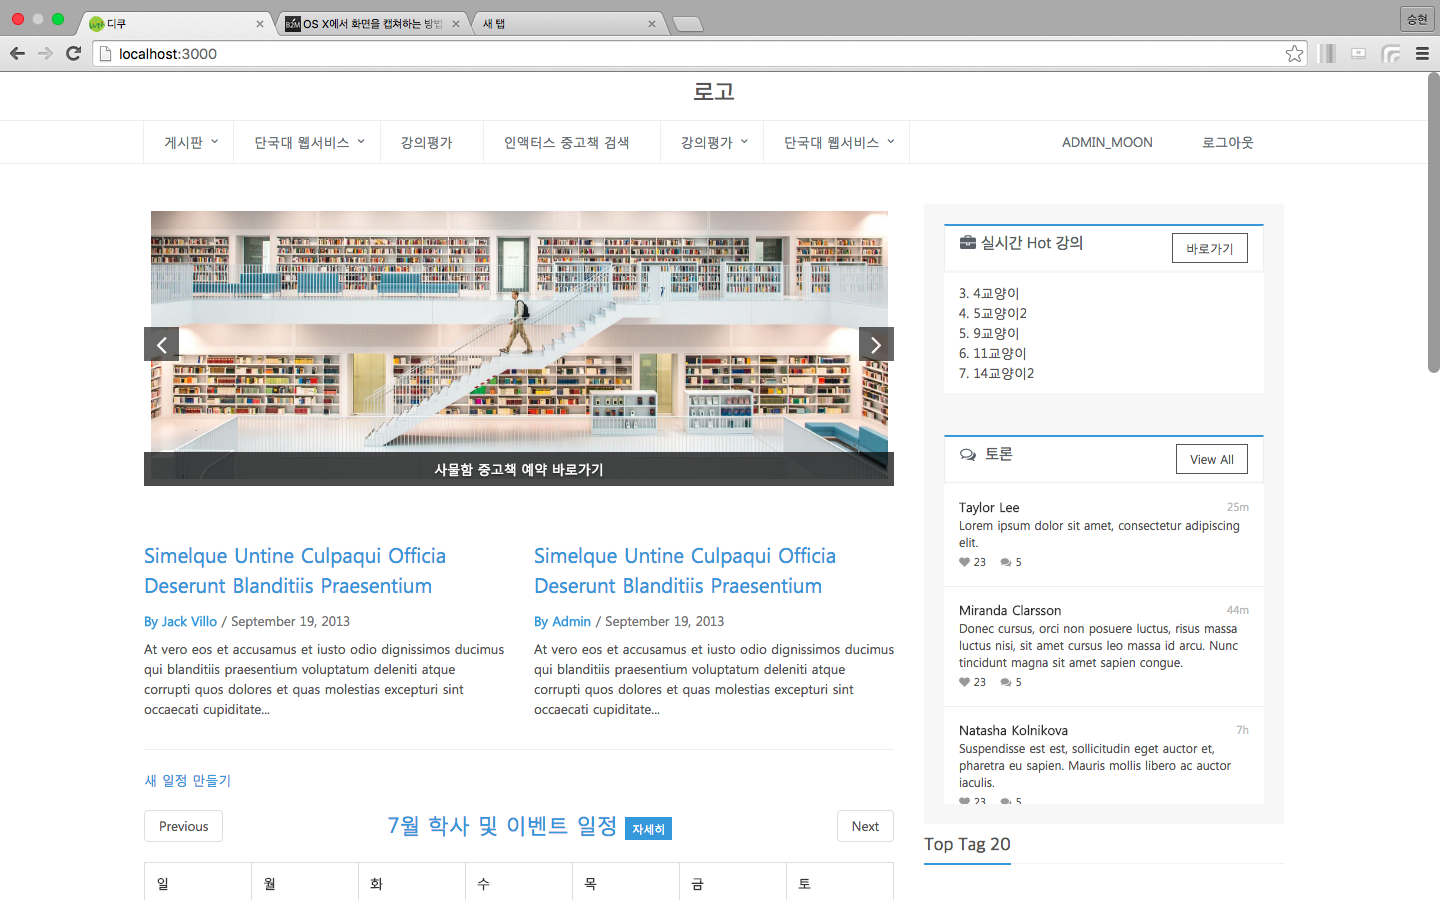 디쿠
OS X에서 화면을 캡쳐하는 방법
새 탭
승현
localhost:3000
로고
게시판
단국대 웹서비스
강의평가
인액터스 중고책 검색
강의평가
단국대 웹서비스
ADMIN_MOON
로그아웃
사물함 중고책 예약 바로가기
실시간 Hot 강의
바로가기
3. 4교양이
4. 5교양이2
5. 9교양이
6. 11교양이
7. 14교양이2
토론
View All
Taylor Lee
25m
Lorem ipsum dolor sit amet, consectetur adipiscing
elit.
23 5
Miranda Clarsson
44m
Donec cursus, orci non posuere luctus, risus massa
luctus nisi, sit amet cursus leo massa id arcu. Nunc
tincidunt magna sit amet sapien congue.
23 5
Natasha Kolnikova
7h
Suspendisse est est, sollicitudin eget auctor et,
pharetra eu sapien. Mauris mollis libero ac auctor
iaculis.
23 5
Simelque Untine Culpaqui Officia
Deserunt Blanditiis Praesentium
By Jack Villo / September 19, 2013
At vero eos et accusamus et iusto odio dignissimos ducimus
qui blanditiis praesentium voluptatum deleniti atque
corrupti quos dolores et quas molestias excepturi sint
occaecati cupiditate...
Simelque Untine Culpaqui Officia
Deserunt Blanditiis Praesentium
By Admin / September 19, 2013
At vero eos et accusamus et iusto odio dignissimos ducimus
qui blanditiis praesentium voluptatum deleniti atque
corrupti quos dolores et quas molestias excepturi sint
occaecati cupiditate...
새 일정 만들기
Previous
7월 학사 및 이벤트 일정 자세히
Next
일 월 화 수 목 금 토
Top Tag 20